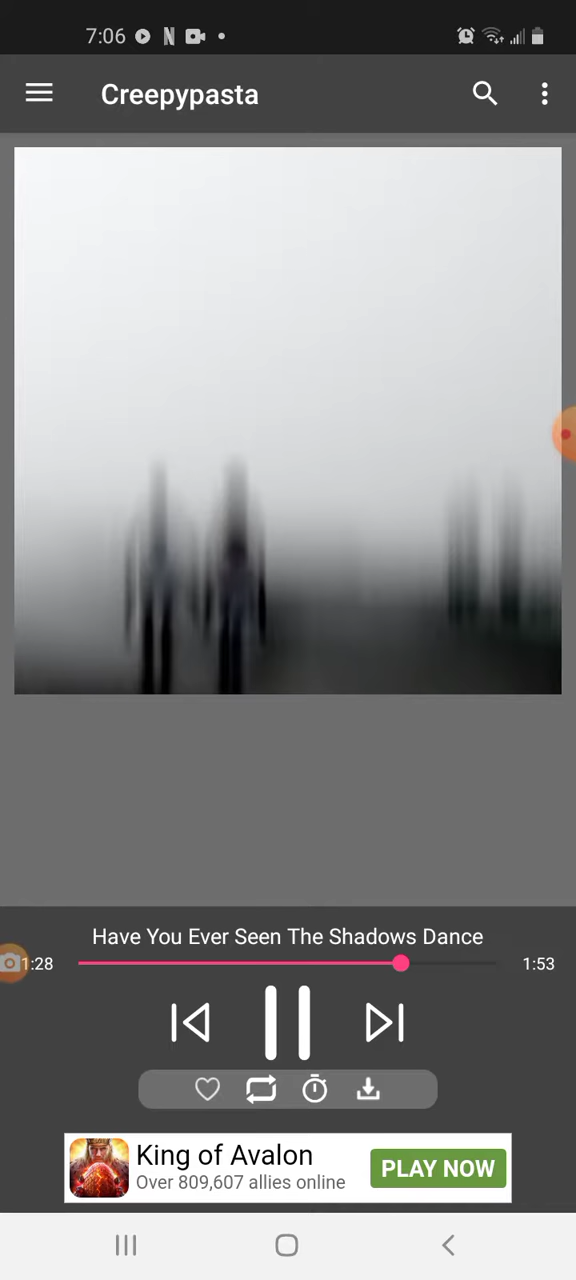 7:06
Creepypasta
Have You Ever Seen The Shadows Dance
1:28
1:53
King of Avalon
Over 809,607 allies online
PLAY NOW